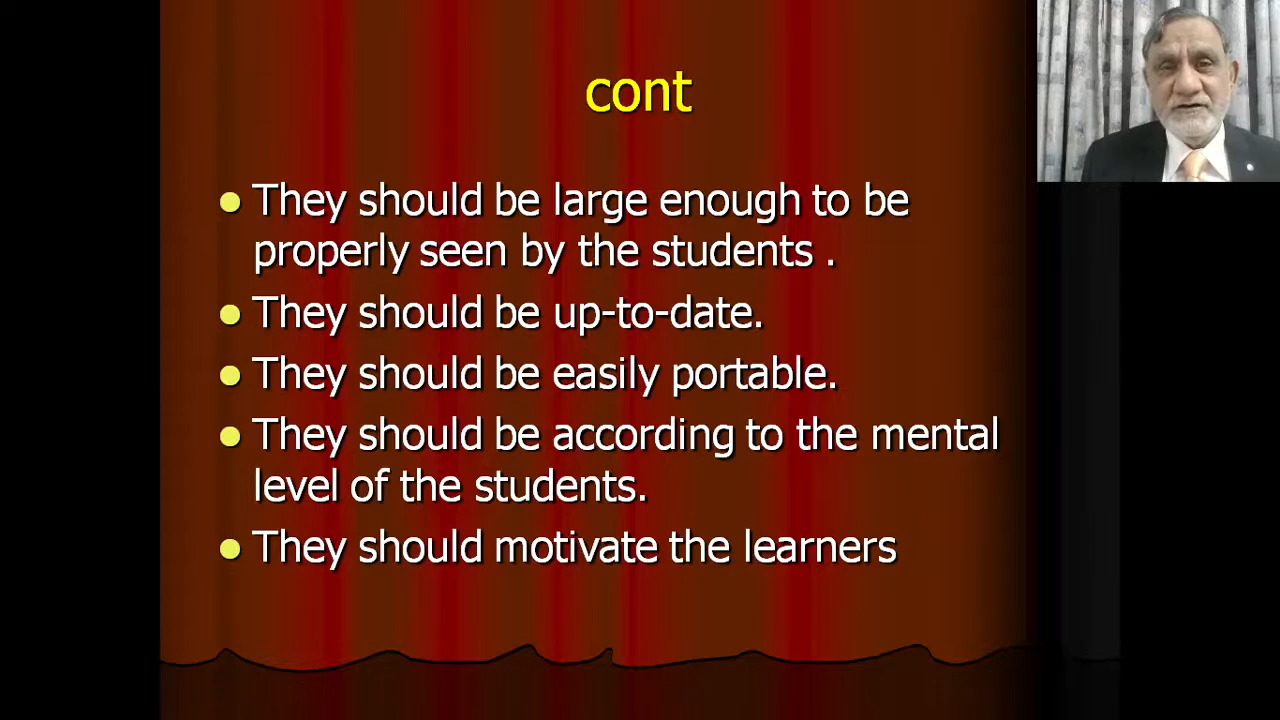 cont
They should be large enough to be
properly seen by the students .
They should be up-to-date.
They should be easily portable.
They should be according to the mental
level of the students.
They should motivate the learners